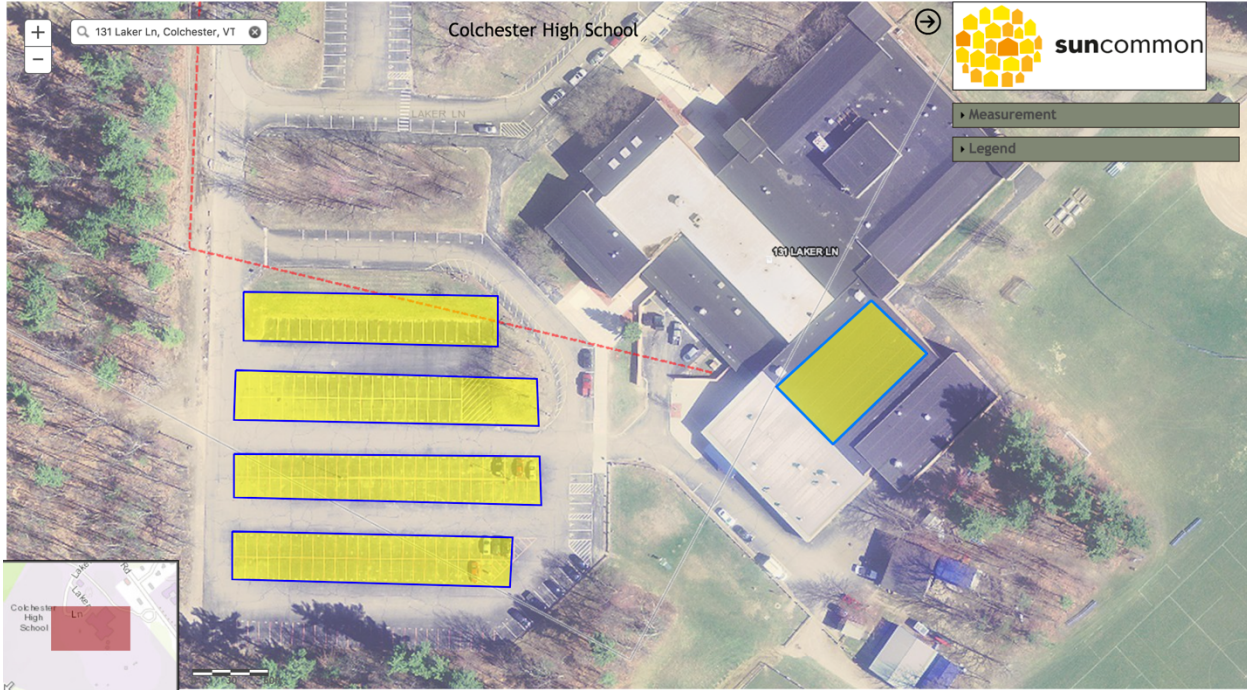 +
131 Laker Ln, Colchester, VT
−
Colchester High School
suncommon
Measurement
Legend
LAKER LN
131 LAKER LN
Rd
Lake
Ln
Colchester
High
School